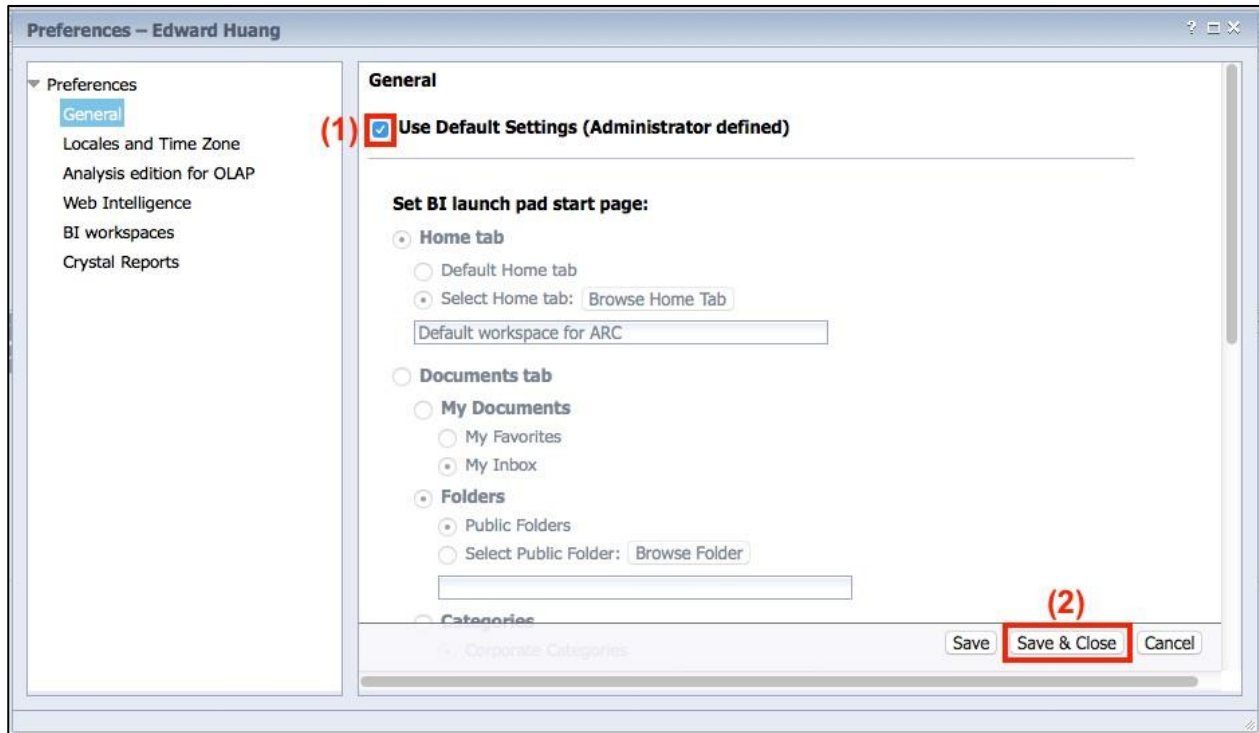 Preferences – Edward Huang
?
Preferences
General
Locales and Time Zone
Analysis edition for OLAP
Web Intelligence
BI workspaces
Crystal Reports
General
(1) Use Default Settings (Administrator defined)
Set BI launch pad start page:
Home tab
Default Home tab
Select Home tab: Browse Home Tab
Default workspace for ARC
Documents tab
My Documents
My Favorites
My Inbox
Folders
Public Folders
Select Public Folder: Browse Folder
Categories
Corporate Categories
(2)
Save Save & Close Cancel